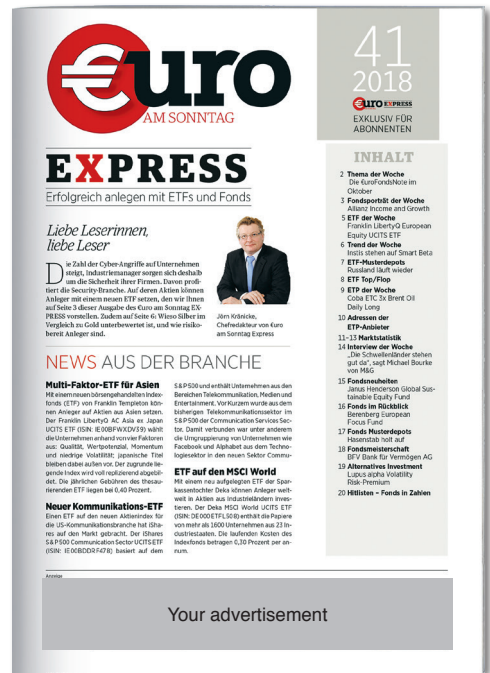 €uro
AM SONNTAG
41
2018
€uro EXPRESS
EXKLUSIV FÜR
ABONNENTEN
EXPRESS
Erfolgreich anlegen mit ETFs und Fonds
Liebe Leserinnen,
liebe Leser
Die Zahl der Cyber-Angriffe auf Unternehmen
steigt, Industriemanager sorgen sich deshalb
um die Sicherheit ihrer Firmen. Davon profi-
tiert die Security-Branche. Auf deren Aktien können
Anleger mit einem neuen ETF setzen, den wir Ihnen
auf Seite 3 dieser Ausgabe des €uro am Sonntag EX-
PRESS vorstellen. Zudem auf Seite 6: Wieso Silber im
Vergleich zu Gold unterbewertet ist, und wie risiko-
bereit Anleger sind.
Jörn Kränicke,
Chefredakteur von €uro
am Sonntag Express
NEWS AUS DER BRANCHE
Multi-Faktor-ETF für Asien
Mit einem neuen börsengehandelten Index-
fonds (ETF) von Franklin Templeton kön-
nen Anleger auf Aktien aus Asien setzen.
Der Franklin LibertyQ AC Asia ex Japan
UCITS ETF (ISIN: IE00BFWXDV39) wählt
die Unternehmen anhand von vier Faktoren
aus: Qualität, Wertpotenzial, Momentum
und niedrige Volatilität; japanische Titel
bleiben dabei außen vor. Der zugrunde lie-
gende Index wird voll replizierend abgebil-
det. Die jährlichen Gebühren des thesau-
rierenden ETF liegen bei 0,40 Prozent.
Neuer Kommunikations-ETF
Einen ETF auf den neuen Aktienindex für
die US-Kommunikationsbranche hat iSha-
res auf den Markt gebracht. Der iShares
S&P 500 Communication Sector UCITS ETF
(ISIN: IE00BDDRF478) basiert auf dem
S&P 500 und enthält Unternehmen aus den
Bereichen Telekommunikation, Medien und
Entertainment. Vor Kurzem wurde aus dem
bisherigen Telekommunikationssektor im
S&P 500 der Communication Services Sec-
tor. Damit verbunden war unter anderem
die Umgruppierung von Unternehmen wie
Facebook und Alphabet aus dem Techno-
logiesektor in den neuen Sektor Commu-
ETF auf den MSCI World
Mit einem neu aufgelegten ETF der Spar-
kassentochter Deka können Anleger welt-
weit in Aktien aus Industrieländern inves-
tieren. Der Deka MSCI World UCITS ETF
(ISIN: DE000ETFL508) enthält die Papiere
von mehr als 1600 Unternehmen aus 23 In-
dustriestaaten. Die laufenden Kosten des
Indexfonds betragen 0,30 Prozent per an-
num.
INHALT
2 Thema der Woche
Die €uroFondsNote im
Oktober
3 Fondsporträt der Woche
Allianz Income and Growth
5 ETF der Woche
Franklin LibertyQ European
Equity UCITS ETF
6 Trend der Woche
Instis stehen auf Smart Beta
7 ETF-Musterdepots
Russland läuft wieder
8 ETF Top/Flop
9 ETP der Woche
Coba ETC 3x Brent Oil
Daily Long
10 Adressen der
ETP-Anbieter
11–13 Marktstatistik
14 Interview der Woche
„Die Schwellenländer stehen
gut da“, sagt Michael Bourke
von M&G
15 Fondsneuheiten
Janus Henderson Global Sus-
tainable Equity Fund
16 Fonds im Rückblick
Berenberg European
Focus Fund
17 Fonds Musterdepots
Hasenstab holt auf
18 Fondsmeisterschaft
BFV Bank für Vermögen AG
19 Alternatives Investment
Lupus alpha Volatility
Risk-Premium
20 Hitlisten – Fonds in Zahlen
Anzeige
Your advertisement